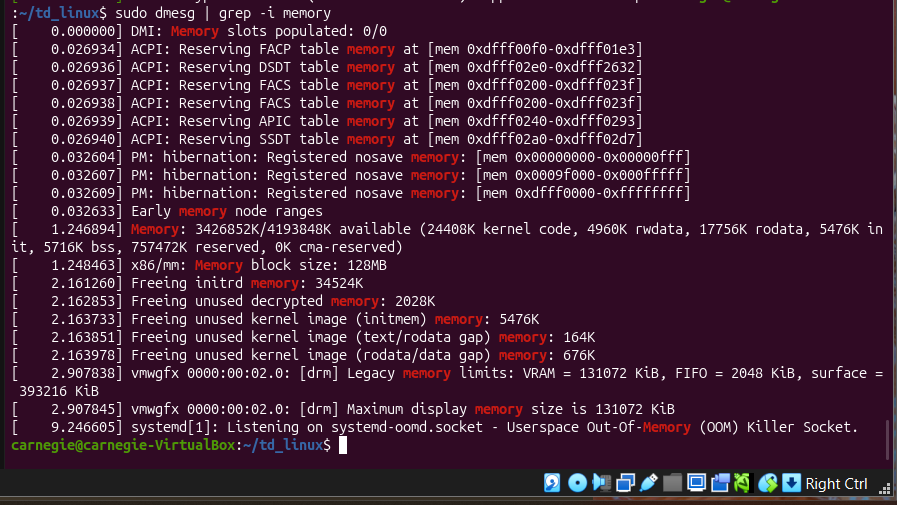 :~/td_linux$ sudo dmesg | grep -i memory
[    0.000000] DMI: Memory slots populated: 0/0
[    0.026934] ACPI: Reserving FACP table memory at [mem 0xdfff00f0-0xdfff01e3]
[    0.026936] ACPI: Reserving DSDT table memory at [mem 0xdfff02e0-0xdfff2632]
[    0.026937] ACPI: Reserving FACS table memory at [mem 0xdfff0200-0xdfff023f]
[    0.026938] ACPI: Reserving FACS table memory at [mem 0xdfff0200-0xdfff023f]
[    0.026939] ACPI: Reserving APIC table memory at [mem 0xdfff0240-0xdfff0293]
[    0.026940] ACPI: Reserving SSDT table memory at [mem 0xdfff02a0-0xdfff02d7]
[    0.032604] PM: hibernation: Registered nosave memory: [mem 0x00000000-0x00000fff]
[    0.032607] PM: hibernation: Registered nosave memory: [mem 0x0009f000-0x000fffff]
[    0.032609] PM: hibernation: Registered nosave memory: [mem 0xdfff0000-0xffffffff]
[    0.032633] Early memory node ranges
[    1.246894] Memory: 3426852K/4193848K available (24408K kernel code, 4960K rwdata, 17756K rodata, 5476K in
it, 5716K bss, 757472K reserved, 0K cma-reserved)
[    1.248463] x86/mm: Memory block size: 128MB
[    2.161260] Freeing initrd memory: 34524K
[    2.162853] Freeing unused decrypted memory: 2028K
[    2.163733] Freeing unused kernel image (initmem) memory: 5476K
[    2.163851] Freeing unused kernel image (text/rodata gap) memory: 164K
[    2.163978] Freeing unused kernel image (rodata/data gap) memory: 676K
[    2.907838] vmwgfx 0000:00:02.0: [drm] Legacy memory limits: VRAM = 131072 KiB, FIFO = 2048 KiB, surface =
 393216 KiB
[    2.907845] vmwgfx 0000:00:02.0: [drm] Maximum display memory size is 131072 KiB
[    9.246605] systemd[1]: Listening on systemd-oomd.socket - Userspace Out-Of-Memory (OOM) Killer Socket.
carnegie@carnegie-VirtualBox:~/td_linux$
Right Ctrl